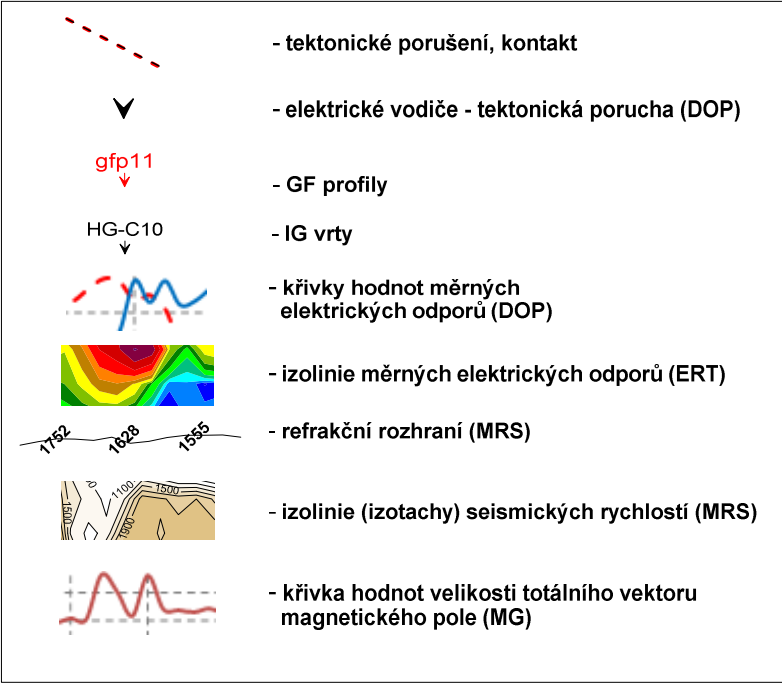 - tektonické porušení, kontakt
- elektrické vodiče - tektonická porucha (DOP)
gfp11
- GF profily
HG-C10
- IG vrty
- křivky hodnot měrných
elektrických odporů (DOP)
- izolinie měrných elektrických odporů (ERT)
1752 1628 1555
- refrakční rozhraní (MRS)
1500 1100 1500 1900
- izolinie (izotachy) seismických rychlostí (MRS)
- křivka hodnot velikosti totálního vektoru
magnetického pole (MG)